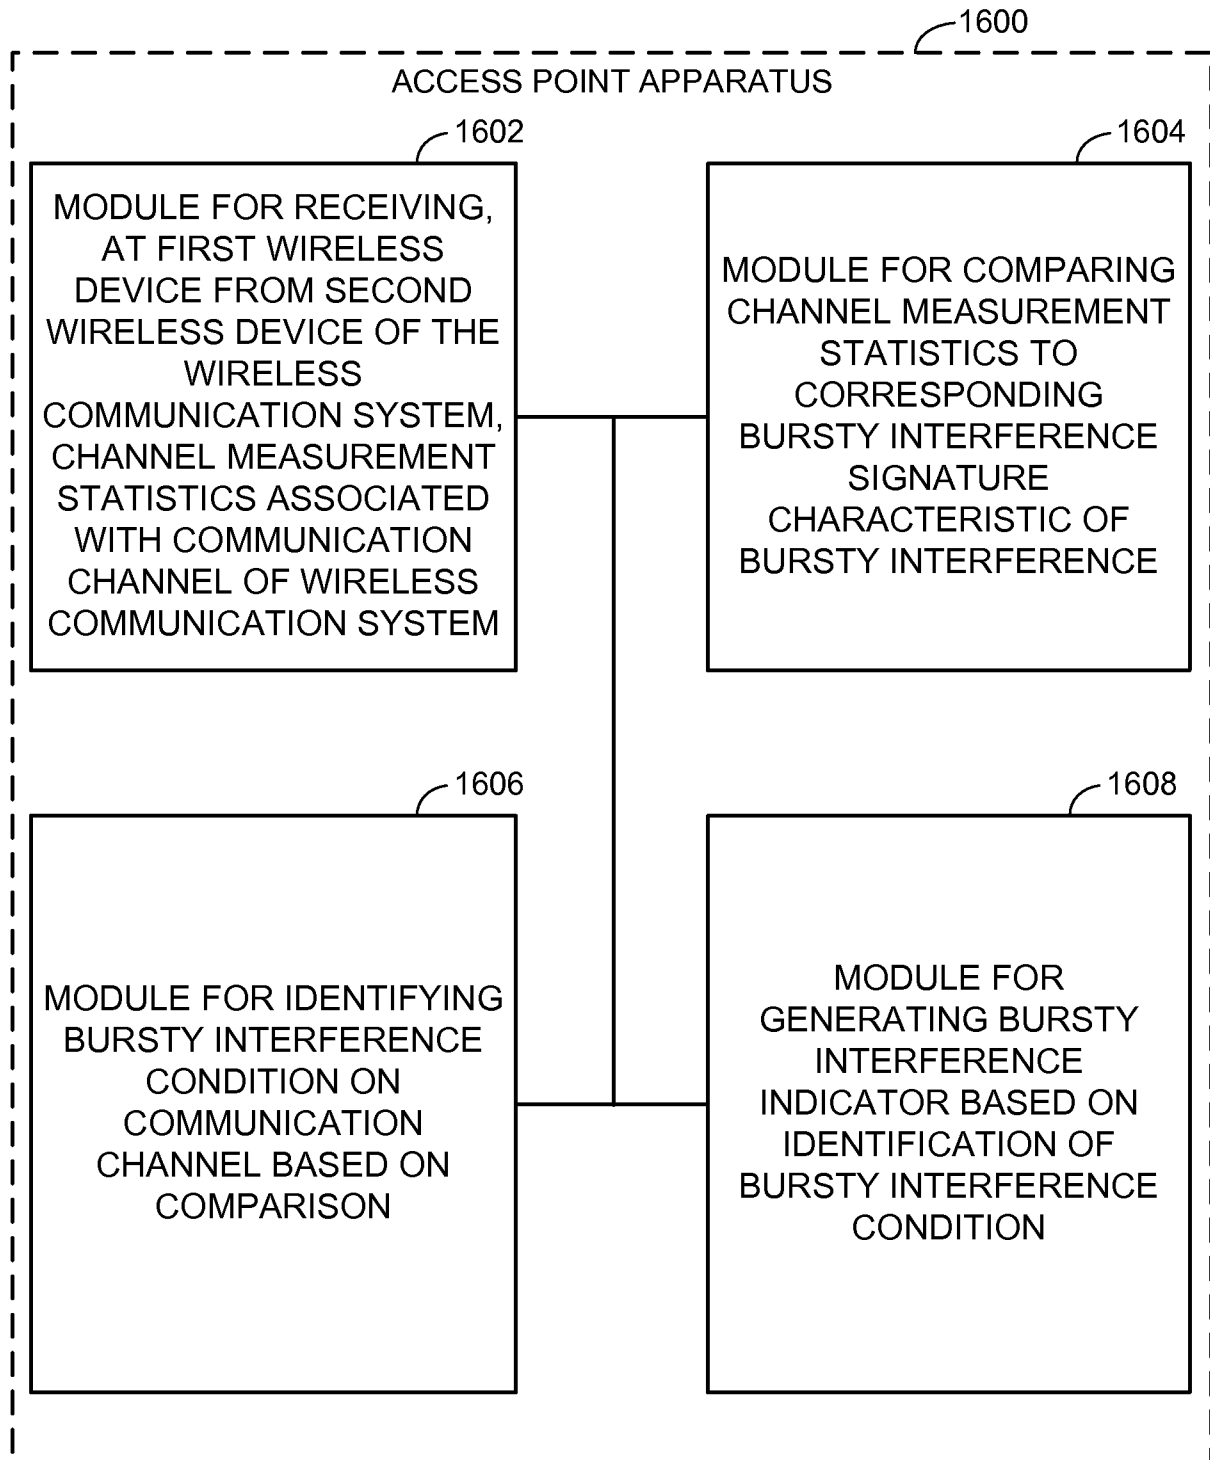 1600
ACCESS POINT APPARATUS
1602
MODULE FOR RECEIVING,
AT FIRST WIRELESS
DEVICE FROM SECOND
WIRELESS DEVICE OF THE
WIRELESS
COMMUNICATION SYSTEM,
CHANNEL MEASUREMENT
STATISTICS ASSOCIATED
WITH COMMUNICATION
CHANNEL OF WIRELESS
COMMUNICATION SYSTEM
1604
MODULE FOR COMPARING
CHANNEL MEASUREMENT
STATISTICS TO
CORRESPONDING
BURSTY INTERFERENCE
SIGNATURE
CHARACTERISTIC OF
BURSTY INTERFERENCE
1606
MODULE FOR IDENTIFYING
BURSTY INTERFERENCE
CONDITION ON
COMMUNICATION
CHANNEL BASED ON
COMPARISON
1608
MODULE FOR
GENERATING BURSTY
INTERFERENCE
INDICATOR BASED ON
IDENTIFICATION OF
BURSTY INTERFERENCE
CONDITION